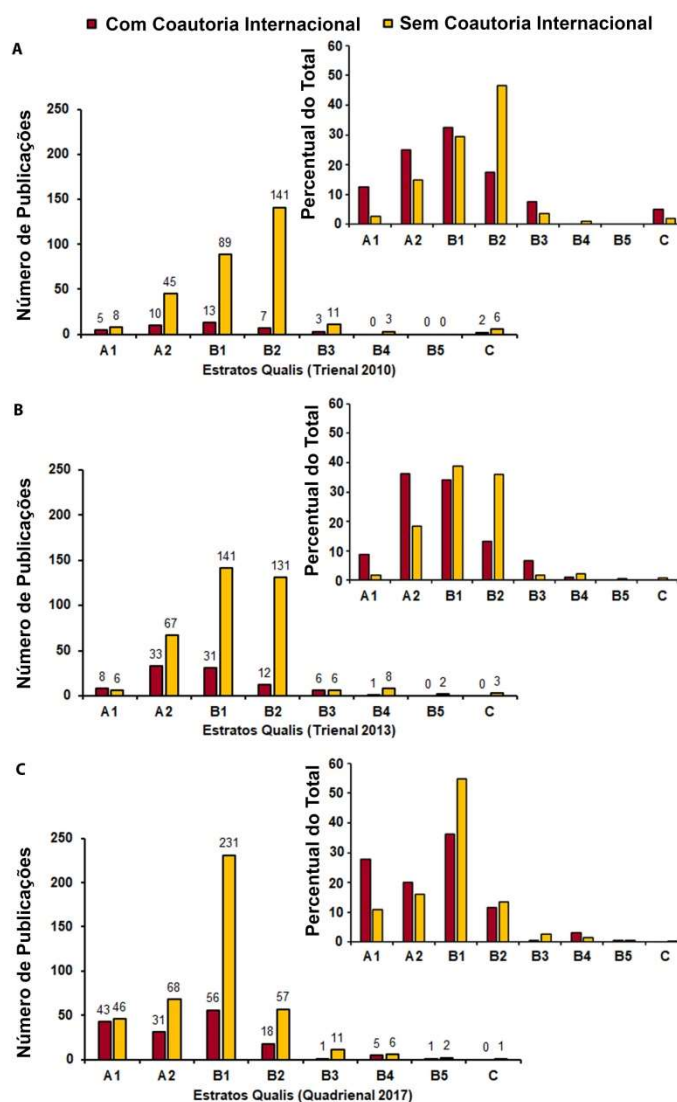 Com Coautoria Internacional Sem Coautoria Internacional
A
Percentual do Total
60
50
40
30
20
10
0
A1 A2 B1 B2 B3 B4 B5 C
Número de Publicações
250
200
150
100
50
0
5 8 10 45 13 89 7 141 3 11 0 3 0 0 2 6
A1 A2 B1 B2 B3 B4 B5 C
Estratos Qualis (Trienal 2010)
B
Percentual do Total
60
50
40
30
20
10
0
A1 A2 B1 B2 B3 B4 B5 C
Número de Publicações
250
200
150
100
50
0
8 6 33 67 31 141 12 131 6 6 1 8 0 2 0 3
A1 A2 B1 B2 B3 B4 B5 C
Estratos Qualis (Trienal 2013)
C
Percentual do Total
60
50
40
30
20
10
0
A1 A2 B1 B2 B3 B4 B5 C
Número de Publicações
250
200
150
100
50
0
43 46 31 68 56 231 18 57 1 11 5 6 1 2 0 1
A1 A2 B1 B2 B3 B4 B5 C
Estratos Qualis (Quadrienal 2017)